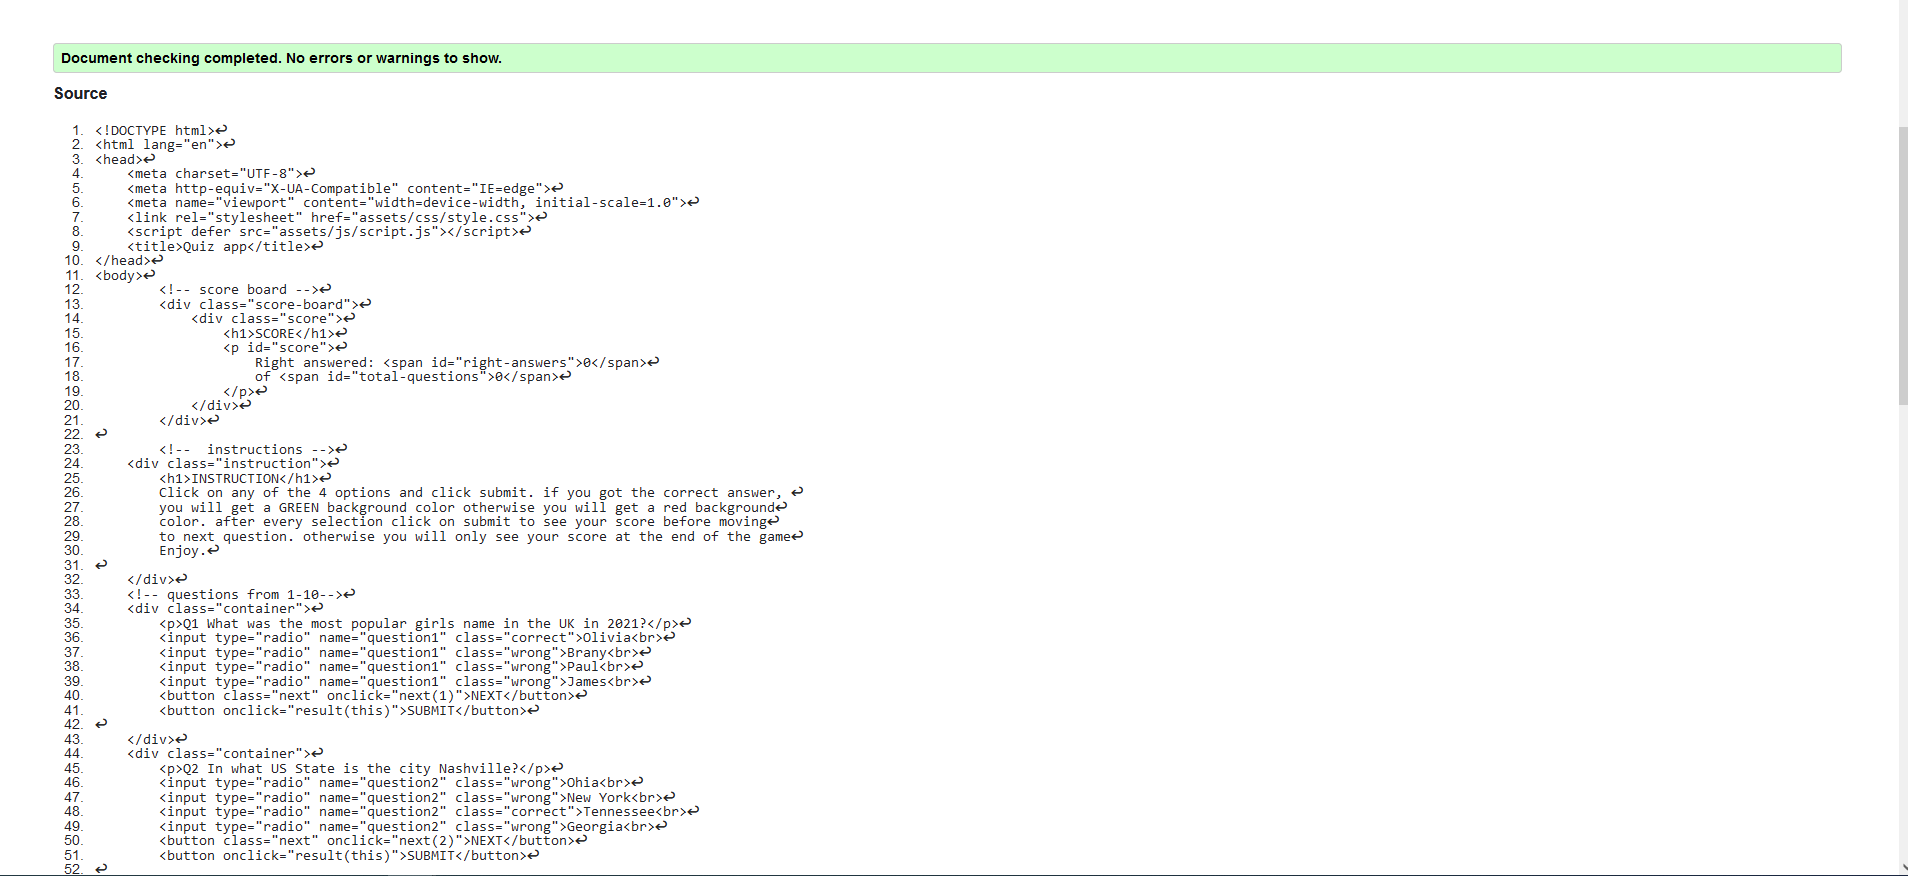 Document checking completed. No errors or warnings to show.
Source
1. <!DOCTYPE html>↩
2. <html lang="en">↩
3. <head>↩
4. <meta charset="UTF-8">↩
5. <meta http-equiv="X-UA-Compatible" content="IE=edge">↩
6. <meta name="viewport" content="width=device-width, initial-scale=1.0">↩
7. <link rel="stylesheet" href="assets/css/style.css">↩
8. <script defer src="assets/js/script.js"></script>↩
9. <title>Quiz app</title>↩
10. </head>↩
11. <body>↩
12. <!-- score board -->↩
13. <div class="score-board">↩
14. <div class="score">↩
15. <h1>SCORE</h1>↩
16. <p id="score">↩
17. Right answered: <span id="right-answers">0</span>↩
18. of <span id="total-questions">0</span>↩
19. </p>↩
20. </div>↩
21. </div>↩
22. ↩
23. <!--  instructions -->↩
24. <div class="instruction">↩
25. <h1>INSTRUCTION</h1>↩
26. Click on any of the 4 options and click submit. if you got the correct answer, ↩
27. you will get a GREEN background color otherwise you will get a red background↩
28. color. after every selection click on submit to see your score before moving↩
29. to next question. otherwise you will only see your score at the end of the game↩
30. Enjoy.↩
31. ↩
32. </div>↩
33. <!-- questions from 1-10-->↩
34. <div class="container">↩
35. <p>Q1 What was the most popular girls name in the UK in 2021?</p>↩
36. <input type="radio" name="question1" class="correct">Olivia<br>↩
37. <input type="radio" name="question1" class="wrong">Brany<br>↩
38. <input type="radio" name="question1" class="wrong">Paul<br>↩
39. <input type="radio" name="question1" class="wrong">James<br>↩
40. <button class="next" onclick="next(1)">NEXT</button>↩
41. <button onclick="result(this)">SUBMIT</button>↩
42. ↩
43. </div>↩
44. <div class="container">↩
45. <p>Q2 In what US State is the city Nashville?</p>↩
46. <input type="radio" name="question2" class="wrong">Ohia<br>↩
47. <input type="radio" name="question2" class="wrong">New York<br>↩
48. <input type="radio" name="question2" class="correct">Tennessee<br>↩
49. <input type="radio" name="question2" class="wrong">Georgia<br>↩
50. <button class="next" onclick="next(2)">NEXT</button>↩
51. <button onclick="result(this)">SUBMIT</button>↩
52. ↩